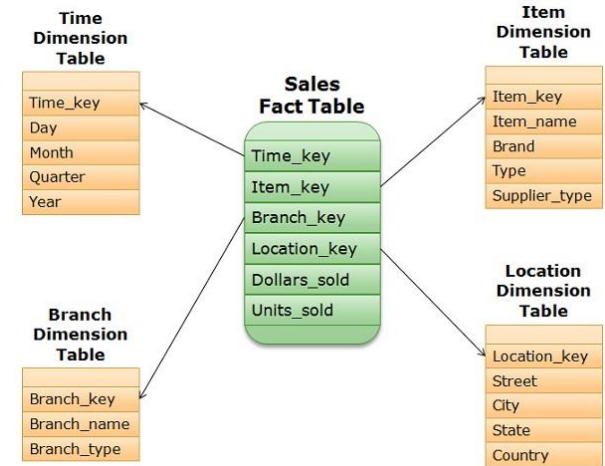 Time
Dimension
Table
Time_key
Day
Month
Quarter
Year
Sales
Fact Table
Time_key
Item_key
Branch_key
Location_key
Dollars_sold
Units_sold
Item
Dimension
Table
Item_key
Item_name
Brand
Type
Supplier_type
Branch
Dimension
Table
Branch_key
Branch_name
Branch_type
Location
Dimension
Table
Location_key
Street
City
State
Country